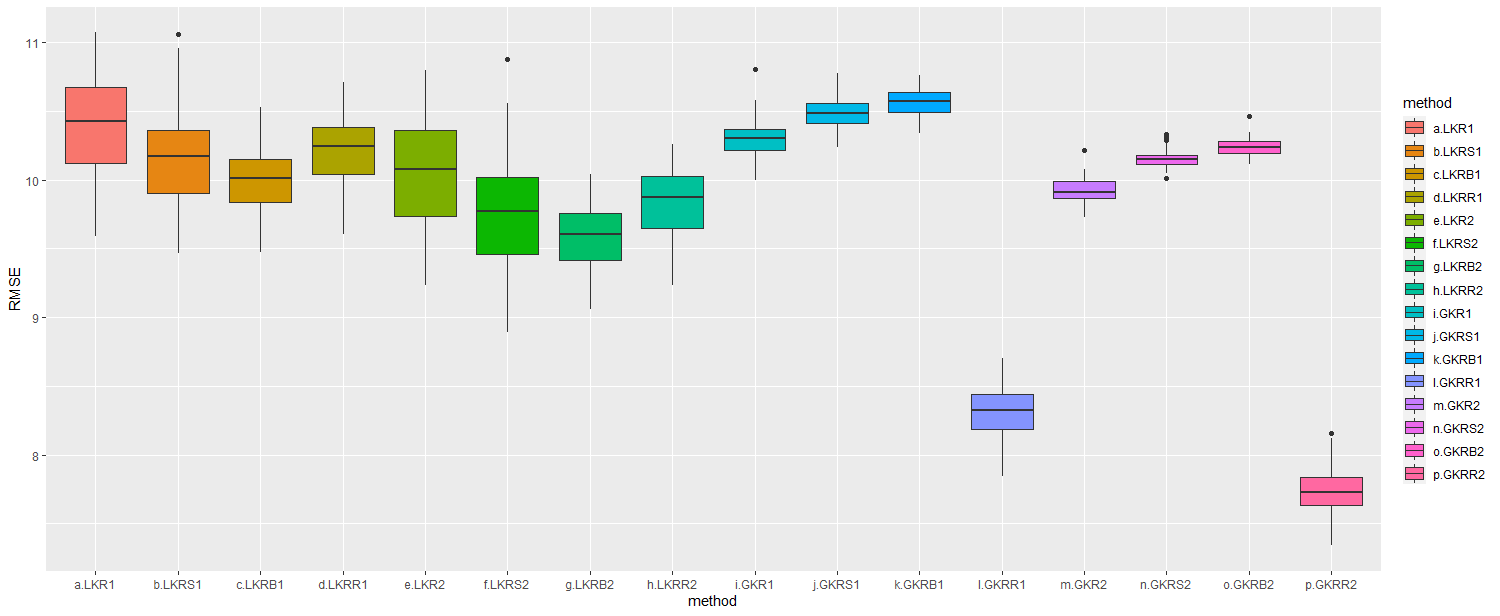 RMSE
11
10
9
8
a.LKR1 b.LKRS1 c.LKRB1 d.LKRR1 e.LKR2 f.LKRS2 g.LKRB2 h.LKRR2 i.GKR1 j.GKRS1 k.GKRB1 l.GKRR1 m.GKR2 n.GKRS2 o.GKRB2 p.GKRR2
method
method
a.LKR1
b.LKRS1
c.LKRB1
d.LKRR1
e.LKR2
f.LKRS2
g.LKRB2
h.LKRR2
i.GKR1
j.GKRS1
k.GKRB1
l.GKRR1
m.GKR2
n.GKRS2
o.GKRB2
p.GKRR2